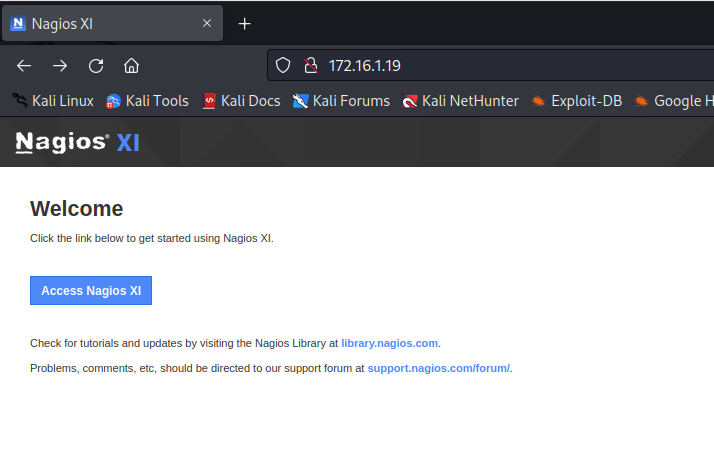 Nagios XI
172.16.1.19
Kali Linux Kali Tools Kali Docs Kali Forums Kali NetHunter Exploit-DB Google H
Nagios® XI
Welcome
Click the link below to get started using Nagios XI.
Access Nagios XI
Check for tutorials and updates by visiting the Nagios Library at library.nagios.com.
Problems, comments, etc, should be directed to our support forum at support.nagios.com/forum/.